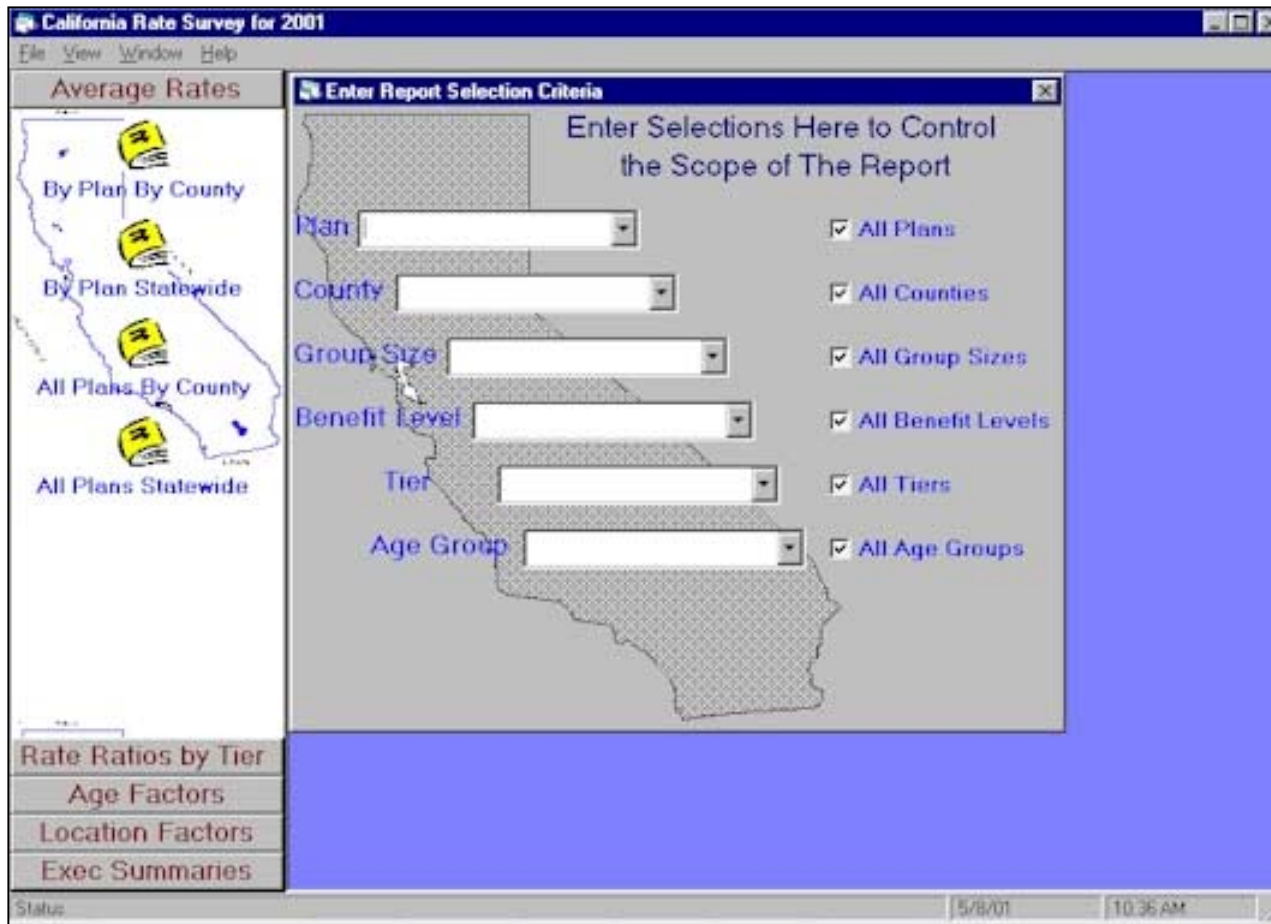 California Rate Survey for 2001
File View Window Help
Average Rates
By Plan By County
By Plan Statewide
All Plans By County
All Plans Statewide
Rate Ratios by Tier
Age Factors
Location Factors
Exec Summaries
Enter Report Selection Criteria
Enter Selections Here to Control
the Scope of The Report
Plan All Plans
County All Counties
Group Size All Group Sizes
Benefit Level All Benefit Levels
Tier All Tiers
Age Group All Age Groups
Status 5/8/01 10:36 AM